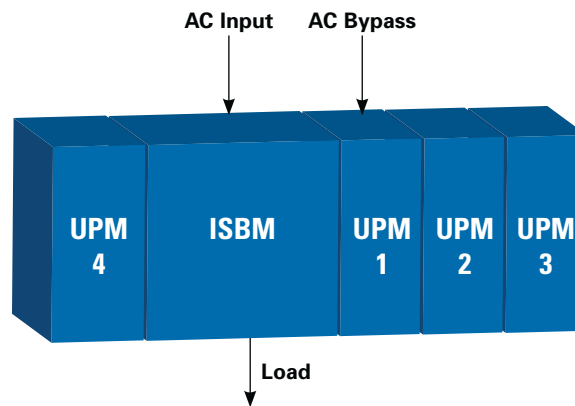 AC Input AC Bypass
UPM 4
ISBM
UPM 1
UPM 2
UPM 3
Load